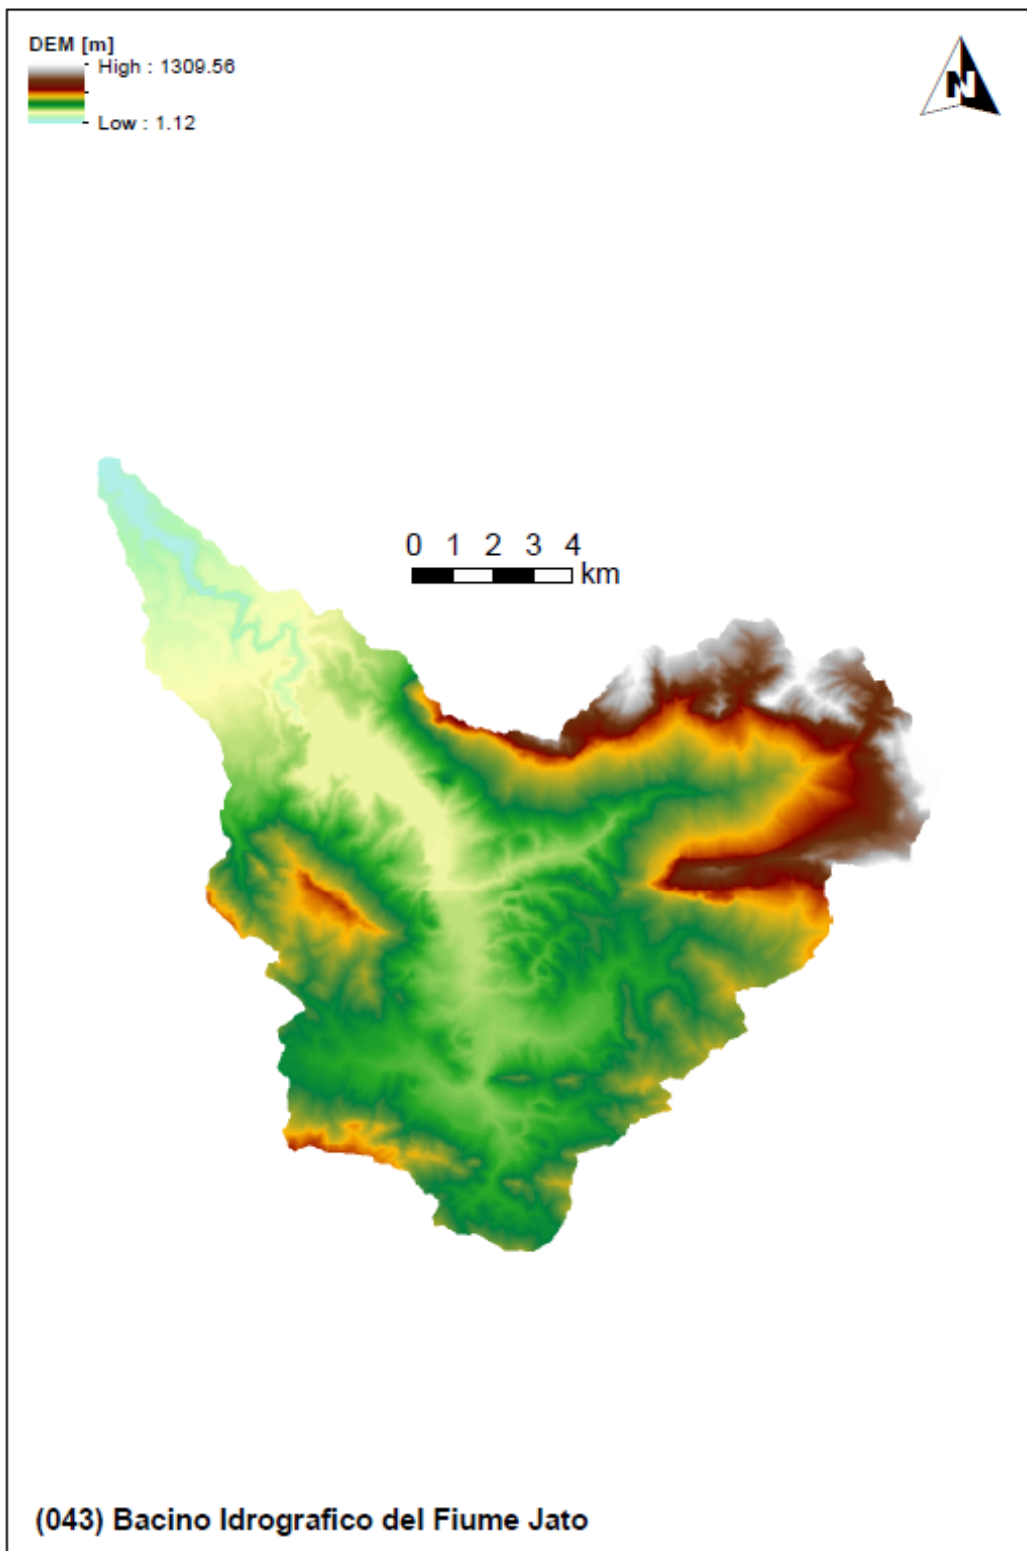 DEM [m]
High : 1309.56
Low : 1.12
N
0 1 2 3 4
km
(043) Bacino Idrografico del Fiume Jato